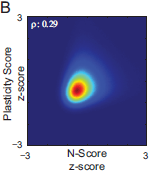 B
3
ρ: 0.29
Plasticity Score
z-score
−3
−3
N-Score
3
z-score